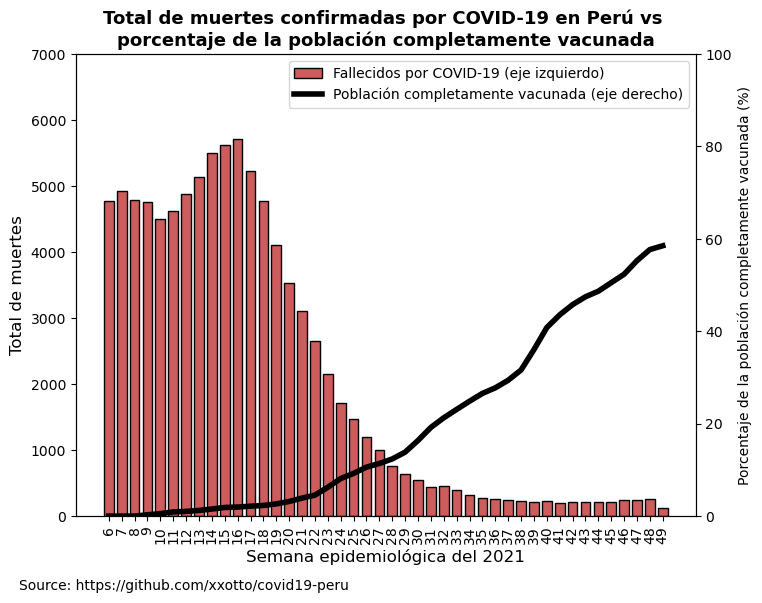 Total de muertes confirmadas por COVID-19 en Perú vs
porcentaje de la población completamente vacunada
Fallecidos por COVID-19 (eje izquierdo)
Población completamente vacunada (eje derecho)
Total de muertes
7000
6000
5000
4000
3000
2000
1000
0
100
80
60
40
20
0
Porcentaje de la población completamente vacunada (%)
6 7 8 9 10 11 12 13 14 15 16 17 18 19 20 21 22 23 24 25 26 27 28 29 30 31 32 33 34 35 36 37 38 39 40 41 42 43 44 45 46 47 48 49
Semana epidemiológica del 2021
Source: https://github.com/xxotto/covid19-peru